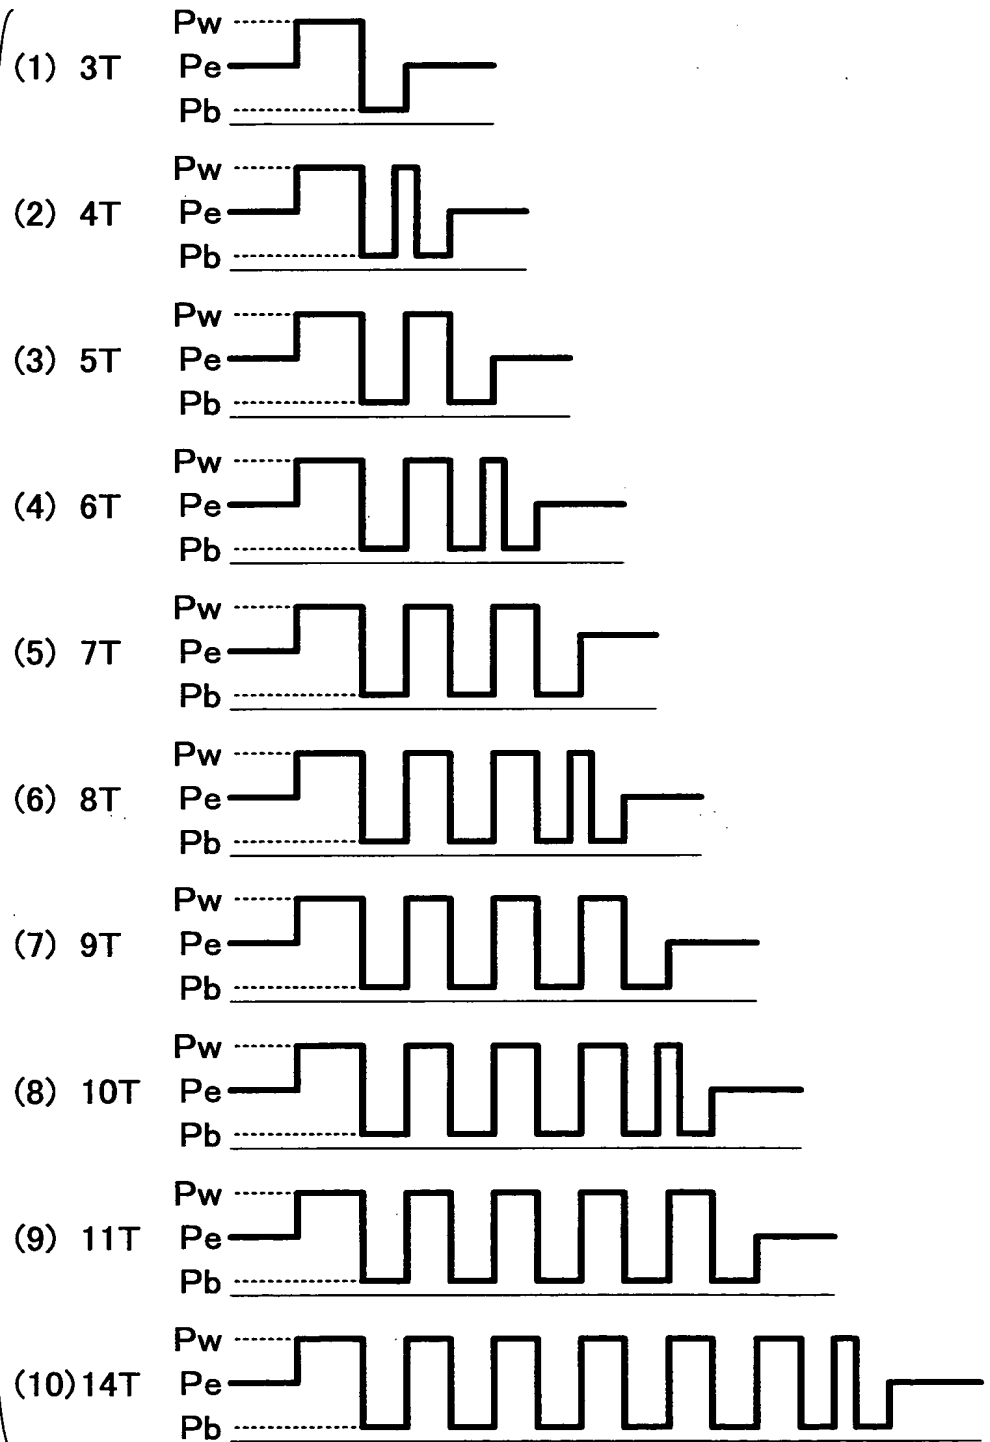 Pw
(1) 3T Pe
Pb
Pw
(2) 4T Pe
Pb
Pw
(3) 5T Pe
Pb
Pw
(4) 6T Pe
Pb
Pw
(5) 7T Pe
Pb
Pw
(6) 8T Pe
Pb
Pw
(7) 9T Pe
Pb
Pw
(8) 10T Pe
Pb
Pw
(9) 11T Pe
Pb
Pw
(10) 14T Pe
Pb